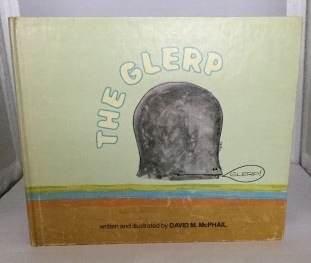 THE GLERP
GLERP!
written and illustrated by DAVID M. McPHAIL